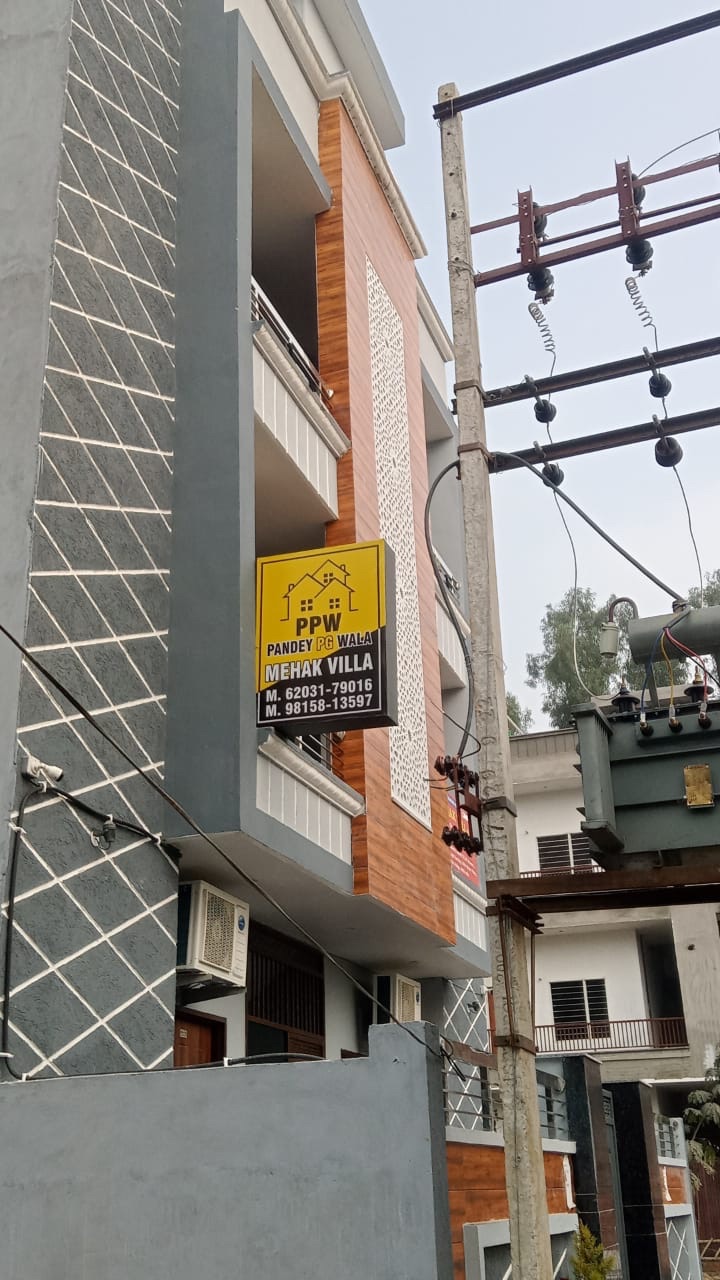 PPW
PANDEY PG WALA
MEHAK VILLA
M. 62031-79016
M. 98158-13597